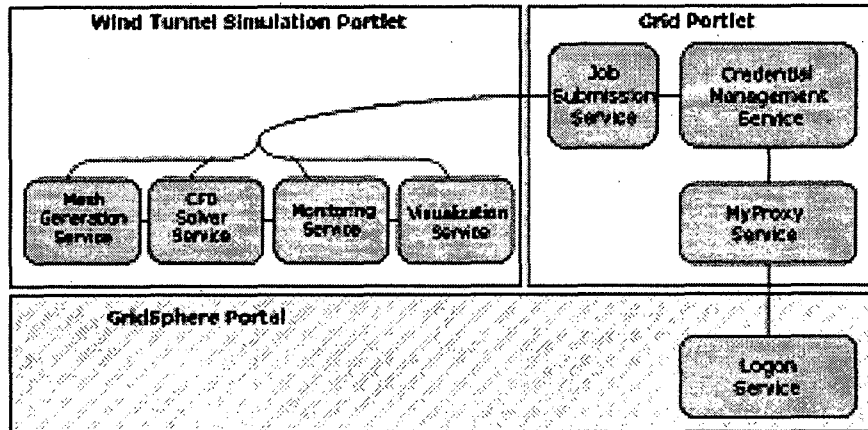 Wind Tunnel Simulation Portlet
Grid Portlet
Job
Submission
Service
Credential
Management
Service
Mesh
Generation
Service
CFD
Solver
Service
Monitoring
Service
Visualization
Service
MyProxy
Service
GridSphere Portal
Logon
Service